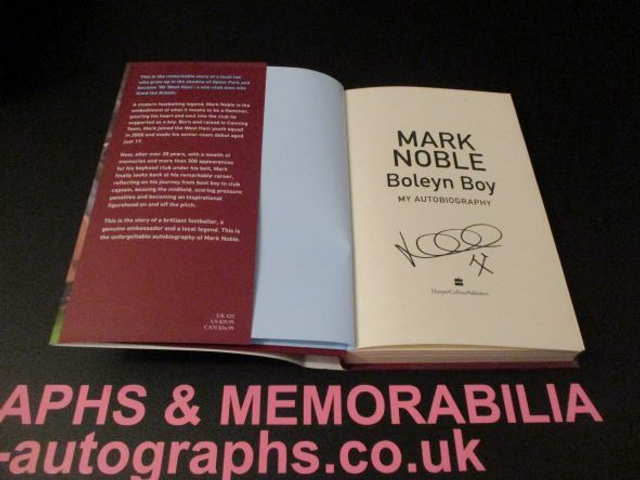 This is the remarkable story of a local lad
who grew up in the shadow of Upton Park and
became 'Mr West Ham': a one-club man who
lived the dream.
A modern footballing legend, Mark Noble is the
embodiment of what it means to be a Hammer,
pouring his heart and soul into the club he
supported as a boy. Born and raised in Canning
Town, Mark joined the West Ham youth squad
in 2000 and made his senior-team debut aged
just 17.
Now, after over 20 years, with a wealth of
memories and more than 500 appearances
for his boyhood club under his belt, Mark
finally looks back at his remarkable career,
reflecting on his journey from boot boy to club
captain, bossing the midfield, scoring pressure
penalties and becoming an inspirational
figurehead on and off the pitch.
This is the story of a brilliant footballer, a
genuine ambassador and a local legend. This is
the unforgettable autobiography of Mark Noble.
UK £22
US $29.99
CAN $36.99
MARK
NOBLE
Boleyn Boy
MY AUTOBIOGRAPHY
HarperCollinsPublishers
APHS & MEMORABILIA
-autographs.co.uk